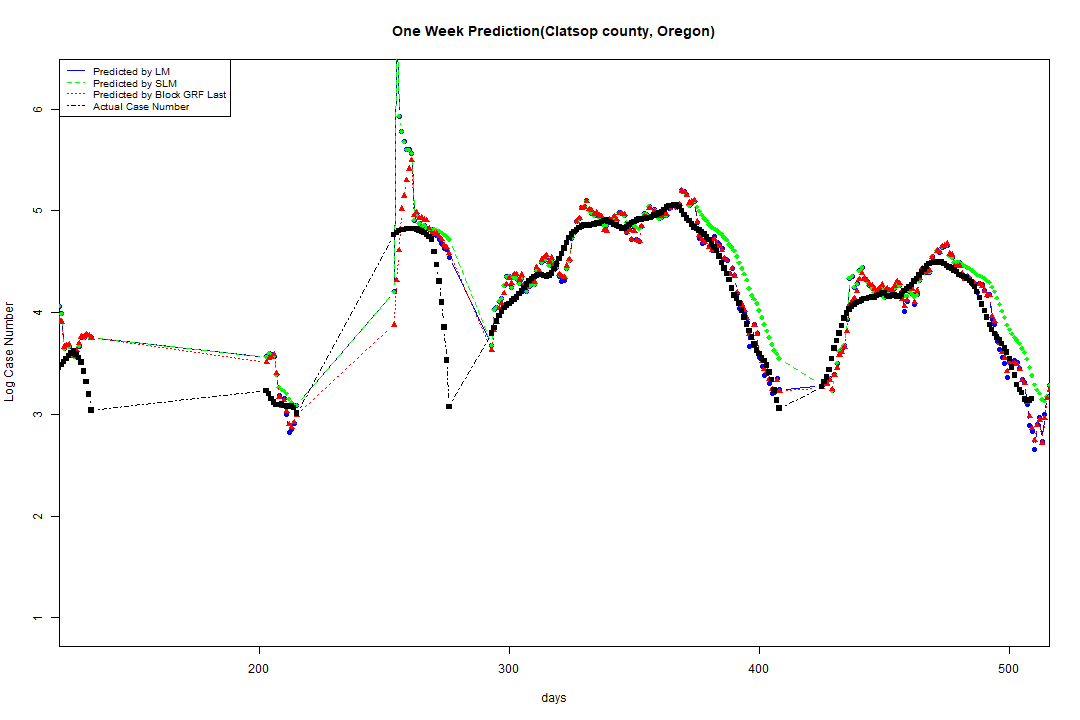 One Week Prediction(Clatsop county, Oregon)
Predicted by LM
Predicted by SLM
Predicted by Block GRF Last
Actual Case Number
Log Case Number
6
5
4
3
2
1
200 300 400 500
days